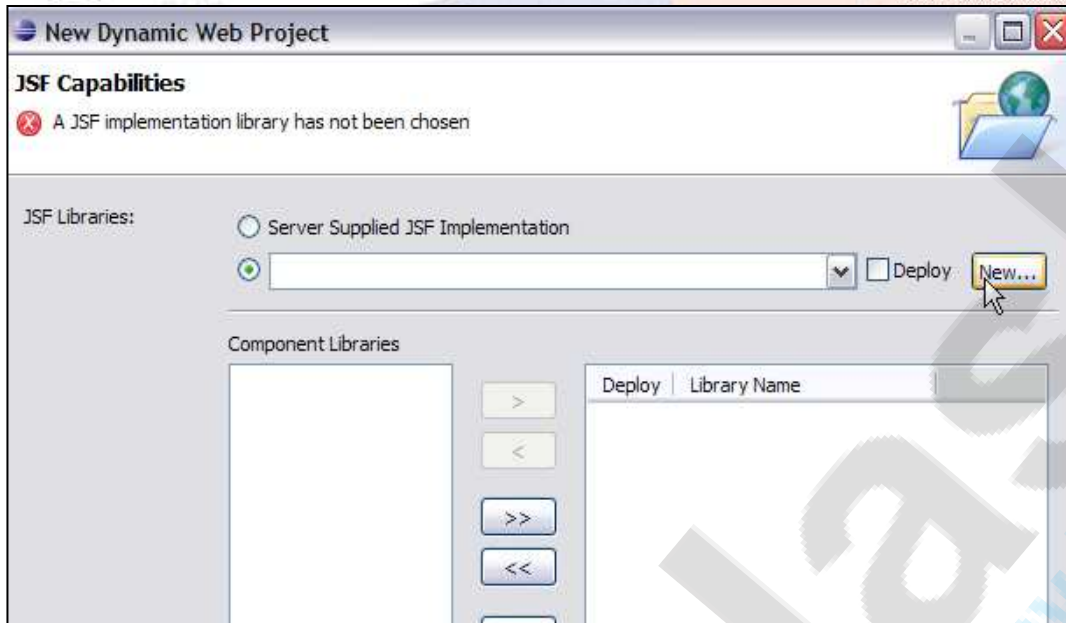 New Dynamic Web Project
JSF Capabilities
A JSF implementation library has not been chosen
JSF Libraries:
Server Supplied JSF Implementation
Deploy
New...
Component Libraries
Deploy
Library Name
>
<
>>
<<